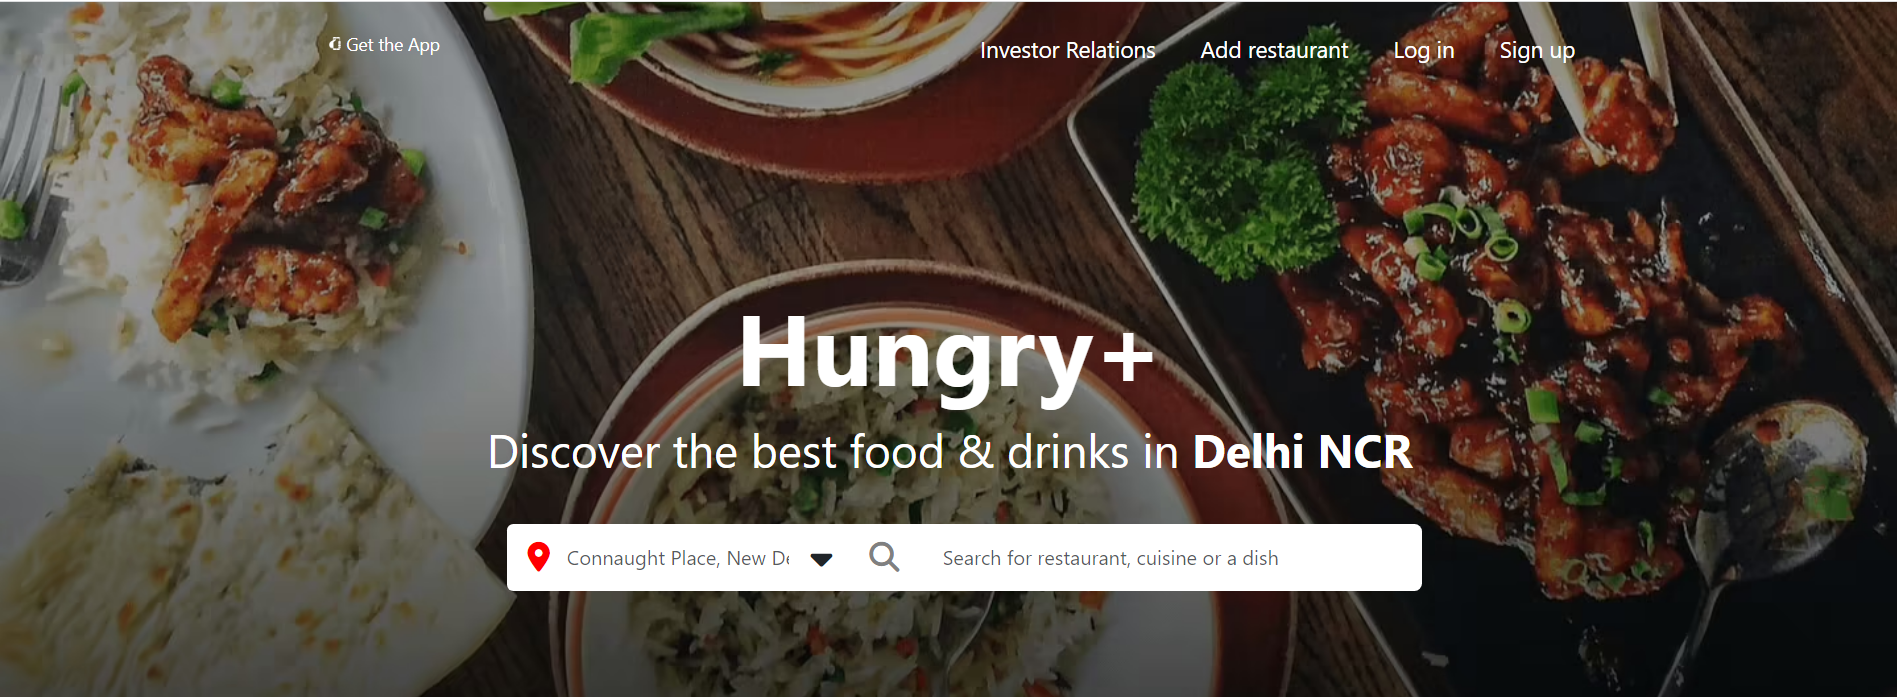 Get the App
Investor Relations
Add restaurant
Log in
Sign up
Hungry+
Discover the best food & drinks in Delhi NCR
Connaught Place, New De
Search for restaurant, cuisine or a dish